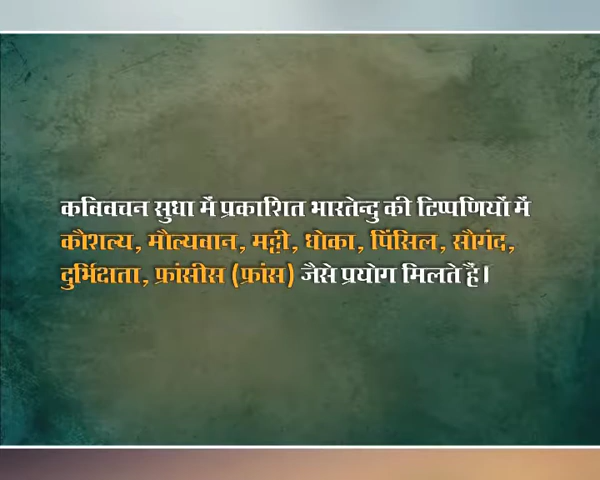 कविवचन सुधा में प्रकाशित भारतेन्दु की टिप्पणियों में
कौशल्य, मौल्यवान, मट्टी, धोका, पिंसिल, सौगंद,
दुर्भिक्षता, फ्रांसीस (फ्रांस) जैसे प्रयोग मिलते हैं।